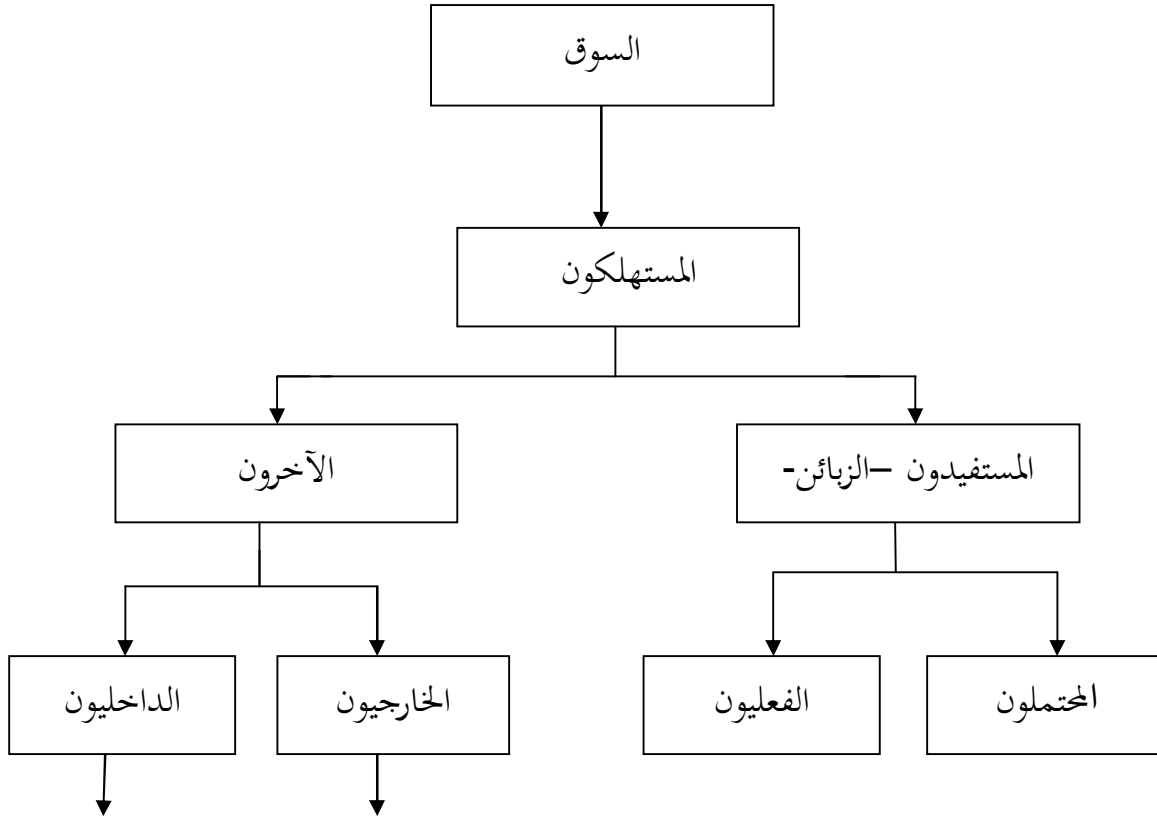 السوق
المستهلكون
المستفيدون –الزبائن-
الآخرون
المحتملون
الفعليون
الخارجيون
الداخليون